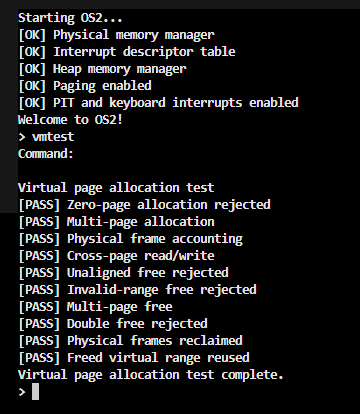 Starting OS2...
[OK] Physical memory manager
[OK] Interrupt descriptor table
[OK] Heap memory manager
[OK] Paging enabled
[OK] PIT and keyboard interrupts enabled
Welcome to OS2!
> vmtest
Command:
Virtual page allocation test
[PASS] Zero-page allocation rejected
[PASS] Multi-page allocation
[PASS] Physical frame accounting
[PASS] Cross-page read/write
[PASS] Unaligned free rejected
[PASS] Invalid-range free rejected
[PASS] Multi-page free
[PASS] Double free rejected
[PASS] Physical frames reclaimed
[PASS] Freed virtual range reused
Virtual page allocation test complete.
>